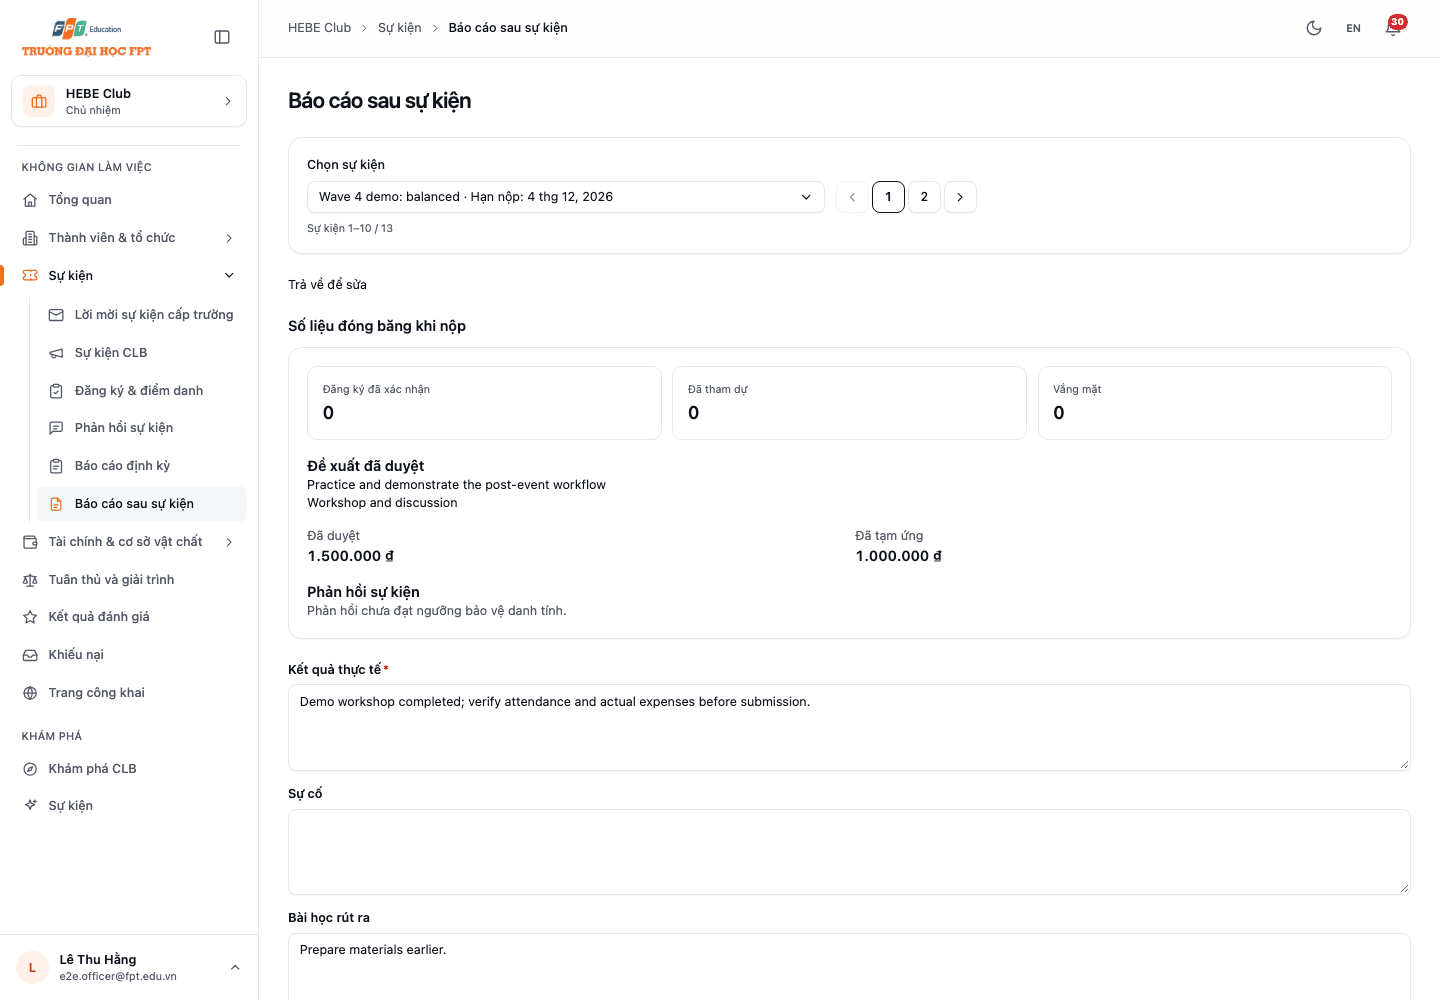 FPT Education
TRƯỜNG ĐẠI HỌC FPT
HEBE Club
Chủ nhiệm
KHÔNG GIAN LÀM VIỆC
Tổng quan
Thành viên & tổ chức
Sự kiện
Lời mời sự kiện cấp trường
Sự kiện CLB
Đăng ký & điểm danh
Phản hồi sự kiện
Báo cáo định kỳ
Báo cáo sau sự kiện
Tài chính & cơ sở vật chất
Tuân thủ và giải trình
Kết quả đánh giá
Khiếu nại
Trang công khai
KHÁM PHÁ
Khám phá CLB
Sự kiện
L
Lê Thu Hằng
e2e.officer@fpt.edu.vn
HEBE Club > Sự kiện > Báo cáo sau sự kiện
EN
30
Báo cáo sau sự kiện
Chọn sự kiện
Wave 4 demo: balanced · Hạn nộp: 4 thg 12, 2026
1
2
Sự kiện 1–10 / 13
Trả về để sửa
Số liệu đóng băng khi nộp
Đăng ký đã xác nhận
0
Đã tham dự
0
Vắng mặt
0
Đề xuất đã duyệt
Practice and demonstrate the post-event workflow
Workshop and discussion
Đã duyệt
1.500.000 ₫
Đã tạm ứng
1.000.000 ₫
Phản hồi sự kiện
Phản hồi chưa đạt ngưỡng bảo vệ danh tính.
Kết quả thực tế *
Demo workshop completed; verify attendance and actual expenses before submission.
Sự cố
Bài học rút ra
Prepare materials earlier.